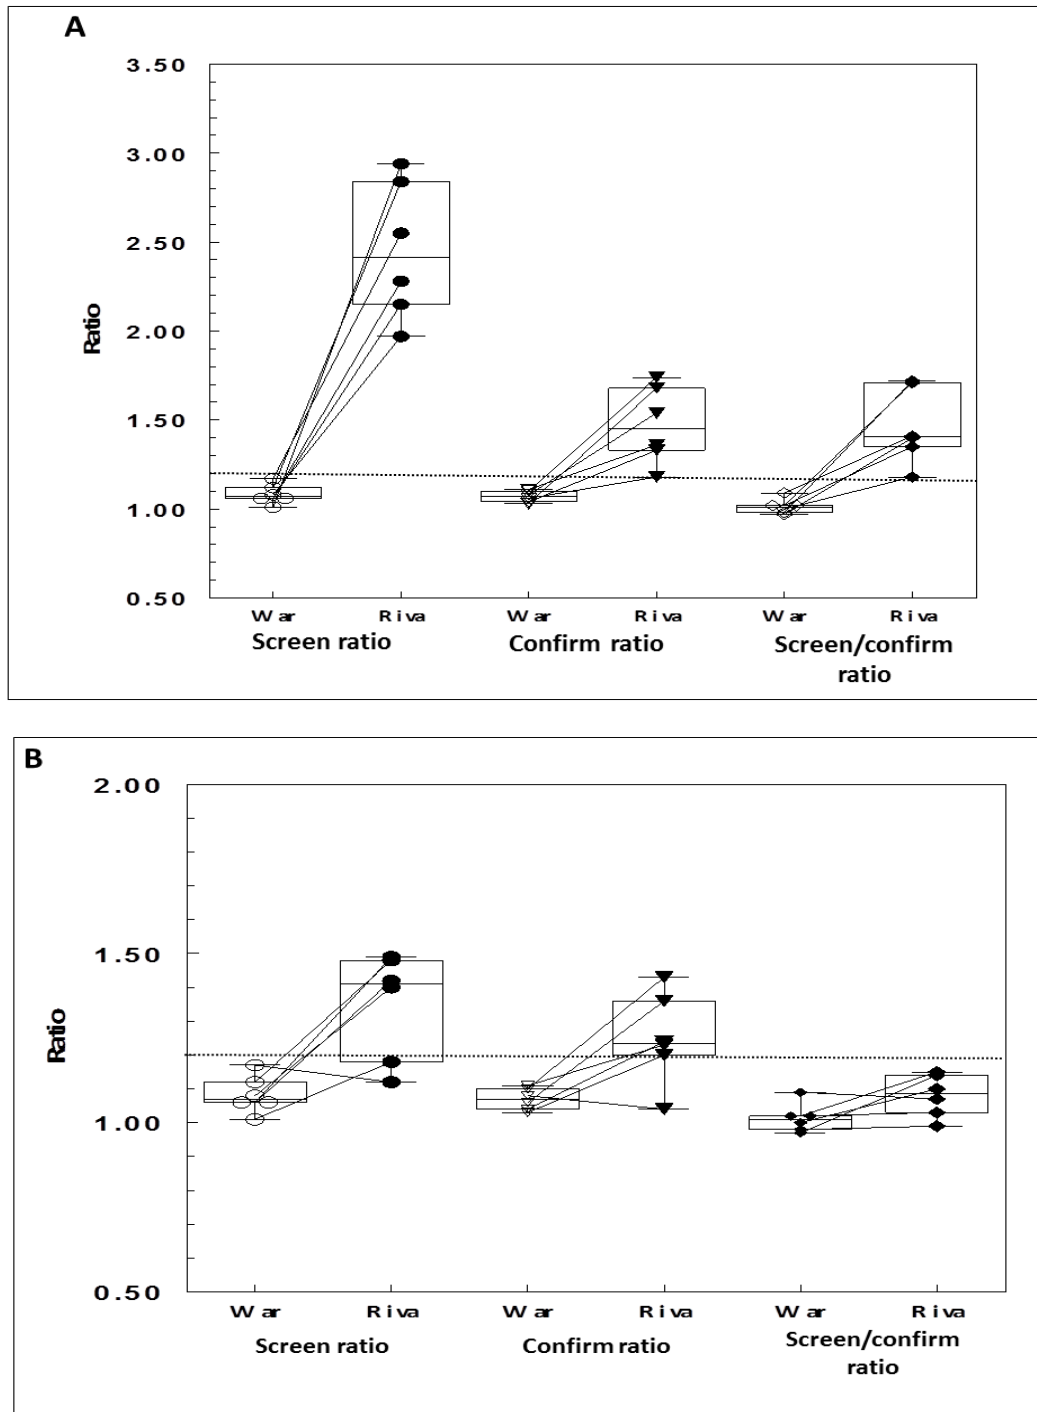 A
3.50
3.00
2.50
2.00
1.50
1.00
0.50
Ratio
War Riva War Riva War Riva
Screen ratio Confirm ratio Screen/confirm
ratio
B
2.00
1.50
1.00
0.50
Ratio
War Riva War Riva War Riva
Screen ratio Confirm ratio Screen/confirm
ratio